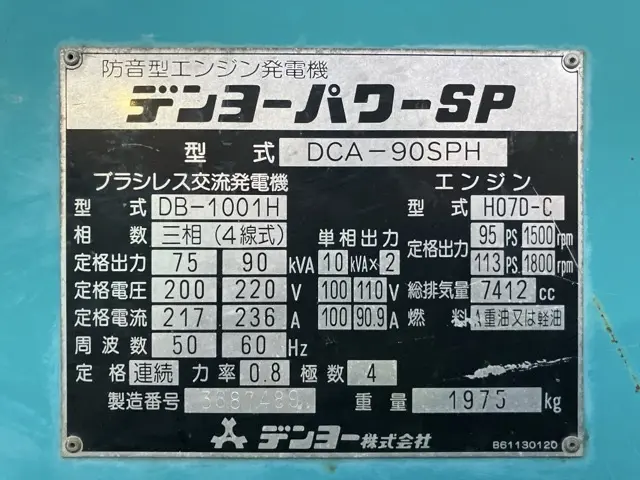 防音型エンジン発電機
デンヨーパワーSP
型式 DCA-90SPH
ブラシレス交流発電機 エンジン
型式 DB-1001H 型式 H07D-C
相数 三相(4線式) 単相出力 定格出力 95 PS 1500 rpm
定格出力 75 90 kVA 10 kVA×2 113 PS 1800 rpm
定格電圧 200 220 V 100 110 V 総排気量 7412 cc
定格電流 217 236 A 100 90.9 A 燃料 A重油又は軽油
周波数 50 60 Hz
定格 連続 力率 0.8 極数 4
製造番号 重量 1975 kg
デンヨー株式会社 B61130120